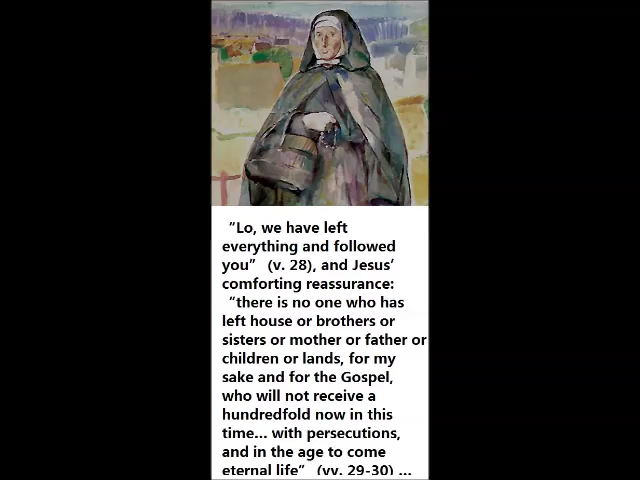 “Lo, we have left
everything and followed
you” (v. 28), and Jesus’
comforting reassurance:
“there is no one who has
left house or brothers or
sisters or mother or father or
children or lands, for my
sake and for the Gospel,
who will not receive a
hundredfold now in this
time... with persecutions,
and in the age to come
eternal life” (vv. 29-30) ...